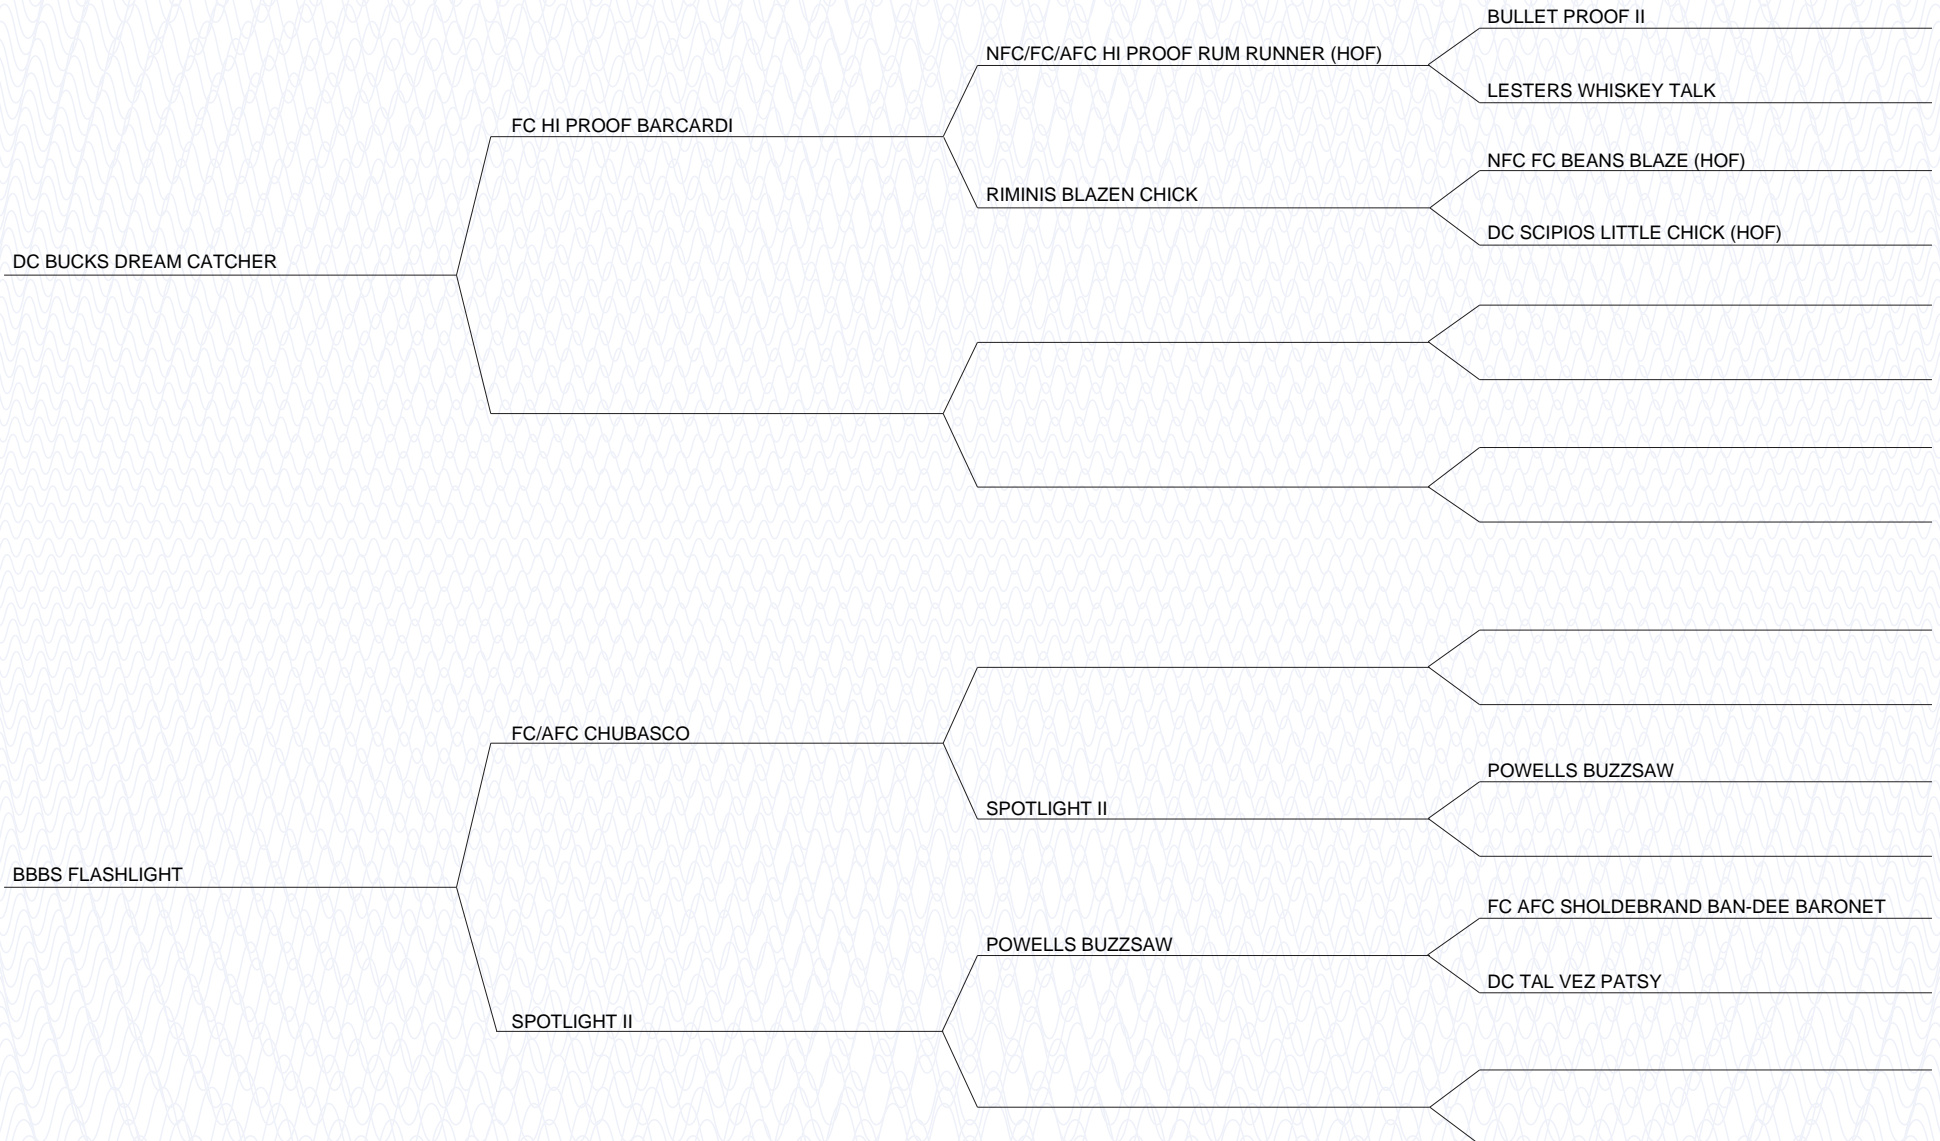 BULLET PROOF II
NFC/FC/AFC HI PROOF RUM RUNNER (HOF)
LESTERS WHISKEY TALK
FC HI PROOF BARCARDI
NFC FC BEANS BLAZE (HOF)
RIMINIS BLAZEN CHICK
DC SCIPIOS LITTLE CHICK (HOF)
DC BUCKS DREAM CATCHER
FC/AFC CHUBASCO
POWELLS BUZZSAW
SPOTLIGHT II
BBBS FLASHLIGHT
FC AFC SHOLDEBRAND BAN-DEE BARONET
POWELLS BUZZSAW
DC TAL VEZ PATSY
SPOTLIGHT II